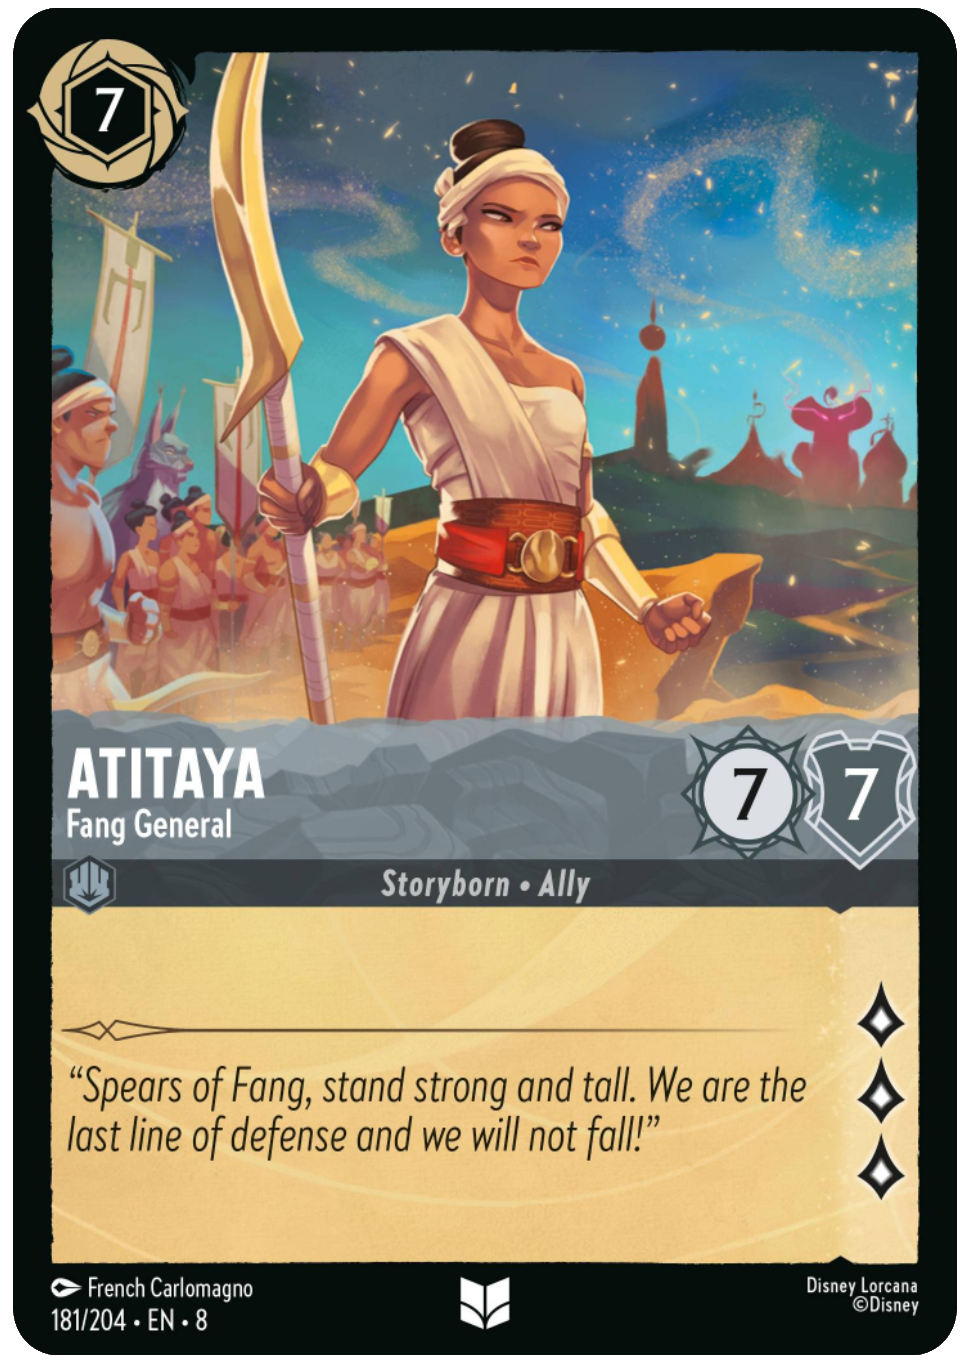 7
ATITAYA
Fang General
7
7
Storyborn • Ally
“Spears of Fang, stand strong and tall. We are the
last line of defense and we will not fall!”
French Carlomagno
181/204 • EN • 8
Disney Lorcana
©Disney